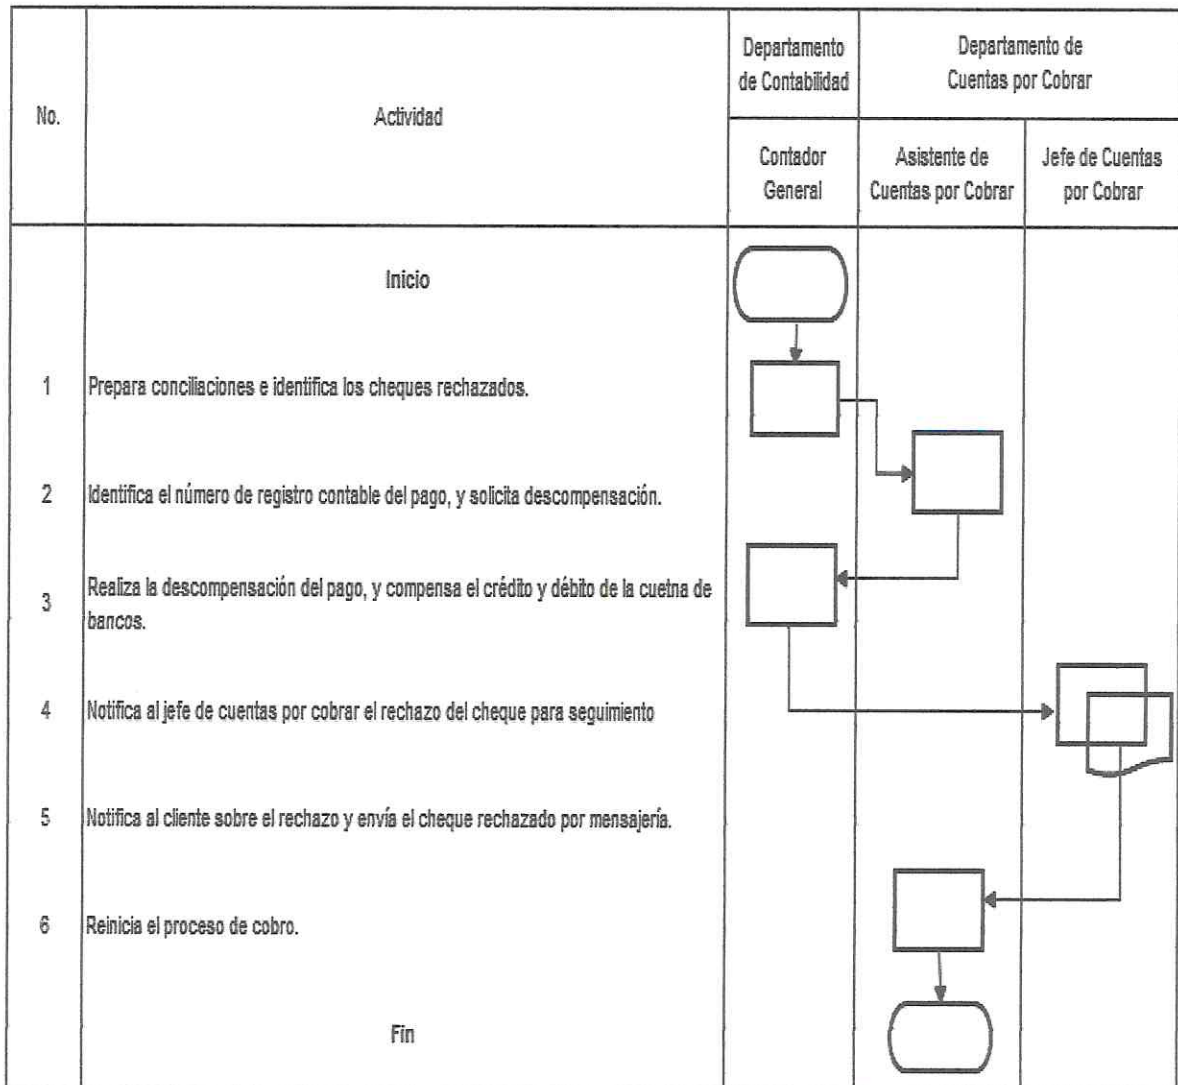 No.
Actividad
Departamento
de Contabilidad
Departamento de
Cuentas por Cobrar
Contador
General
Asistente de
Cuentas por Cobrar
Jefe de Cuentas
por Cobrar
Inicio
1 Prepara conciliaciones e identifica los cheques rechazados.
2 Identifica el número de registro contable del pago, y solicita descompensación.
3 Realiza la descompensación del pago, y compensa el crédito y débito de la cuetna de
bancos.
4 Notifica al jefe de cuentas por cobrar el rechazo del cheque para seguimiento
5 Notifica al cliente sobre el rechazo y envía el cheque rechazado por mensajería.
6 Reinicia el proceso de cobro.
Fin